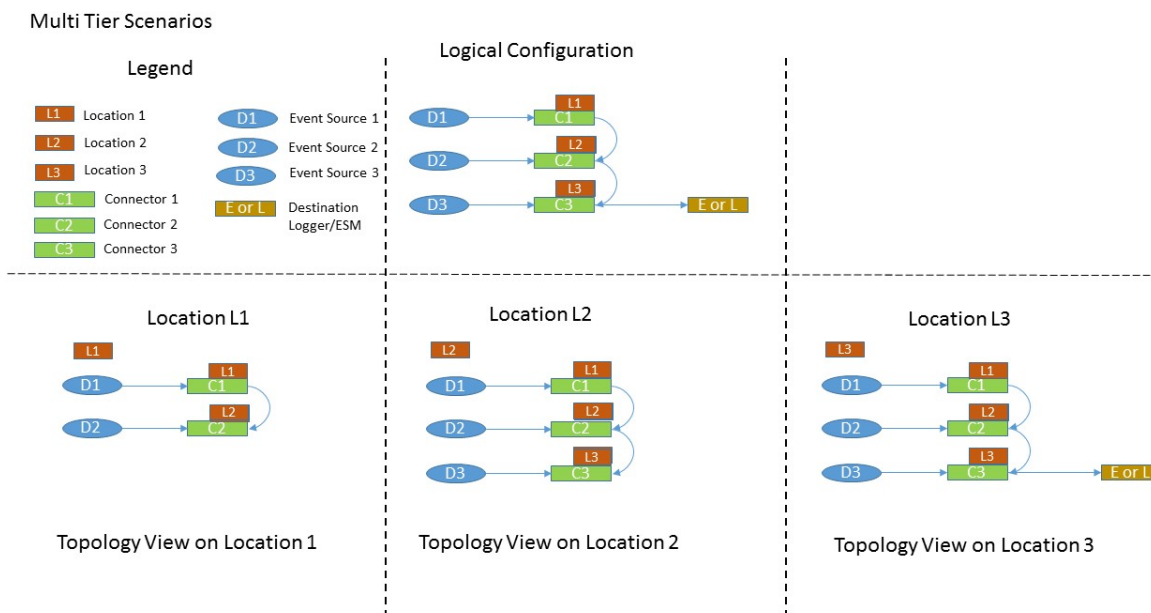 Multi Tier Scenarios
Legend
L1 Location 1
L2 Location 2
L3 Location 3
C1 Connector 1
C2 Connector 2
C3 Connector 3
D1 Event Source 1
D2 Event Source 2
D3 Event Source 3
E or L Destination
Logger/ESM
Logical Configuration
L1
D1 C1
L2
D2 C2
L3
D3 C3 E or L
Location L1
L1
L1
D1 C1
L2
D2 C2
Topology View on Location 1
Location L2
L2
L1
D1 C1
L2
D2 C2
L3
D3 C3
Topology View on Location 2
Location L3
L3
L1
D1 C1
L2
D2 C2
L3
D3 C3 E or L
Topology View on Location 3